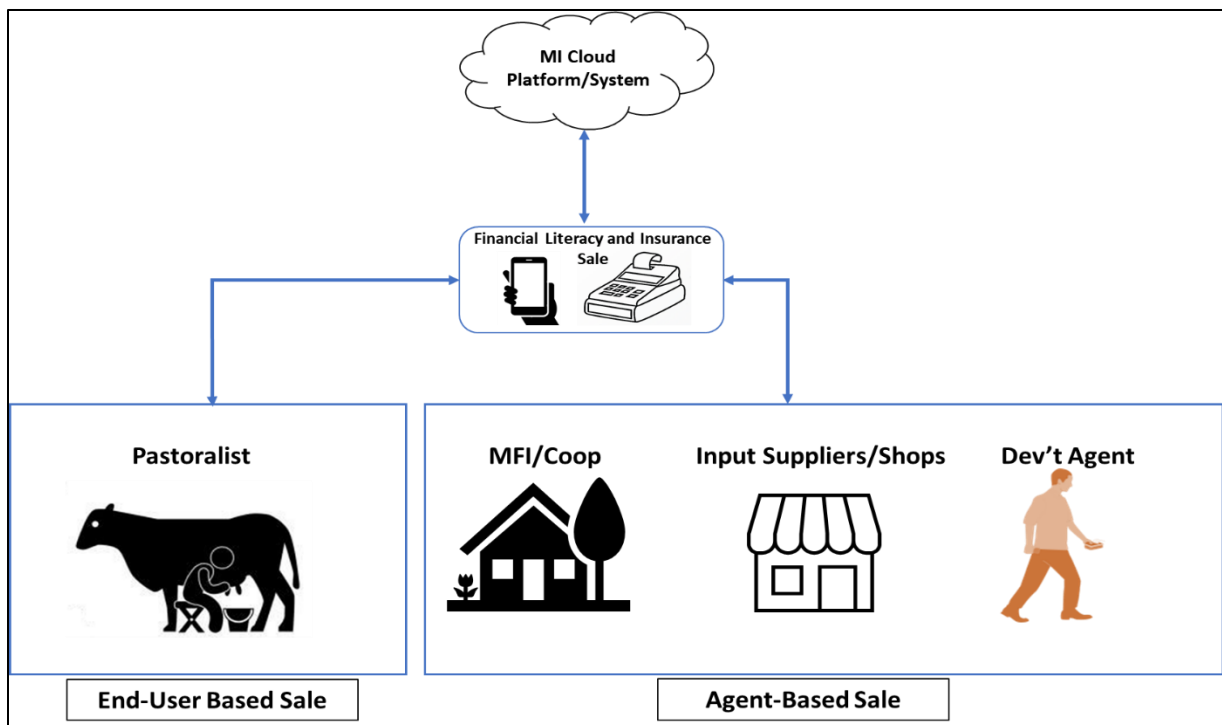 MI Cloud
Platform/System
Financial Literacy and Insurance
Sale
Pastoralist
MFI/Coop
Input Suppliers/Shops
Dev't Agent
End-User Based Sale
Agent-Based Sale